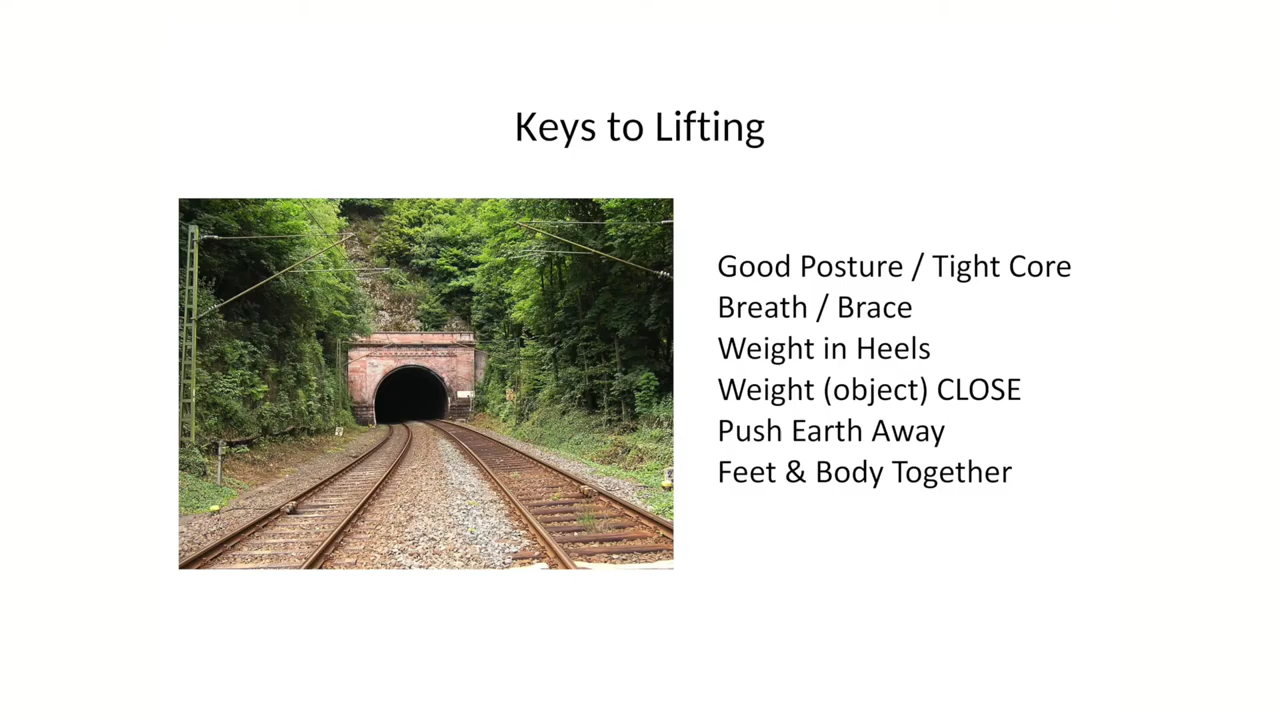 Keys to Lifting
Good Posture / Tight Core
Breath / Brace
Weight in Heels
Weight (object) CLOSE
Push Earth Away
Feet & Body Together